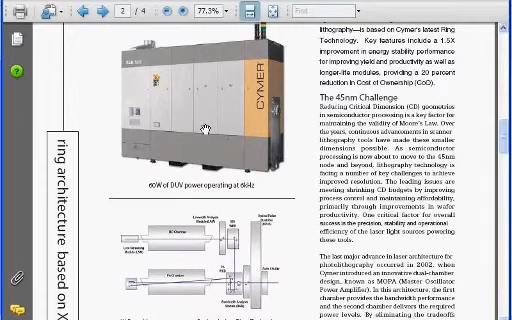 2 / 4
77.3%
Find
lithography—is based on Cymer's latest Ring
Technology. Key features include a 1.5X
improvement in energy stability performance
for improving yield and productivity as well as
longer-life modules, providing a 20 percent
reduction in Cost of Ownership (CoO).
CYMER
60W of DUV power operating at 6kHz
ring architecture based on X
The 45nm Challenge
Reducing Critical Dimension (CD) geometries
in semiconductor processing is a key factor for
maintaining the validity of Moore's Law. Over
the years, continuous advancements in scanner
lithography tools have made these smaller
dimensions possible. As semiconductor
processing is now about to move to the 45nm
node and beyond, lithography technology is
facing a number of key challenges to achieve
improved resolution. The leading issues are
meeting shrinking CD budgets by improving
process control and maintaining affordability,
primarily through improvements in wafer
productivity. One critical factor for overall
success is the precision, stability and operational
efficiency of the laser light sources powering
these tools.
The last major advance in laser architecture for
photolithography occurred in 2002, when
Cymer introduced an innovative dual-chamber
design, known as MOPA (Master Oscillator
Power Amplifier). In this architecture, the first
chamber provides the bandwidth performance
and the second chamber delivers the required
power levels. By eliminating the tradeoffs